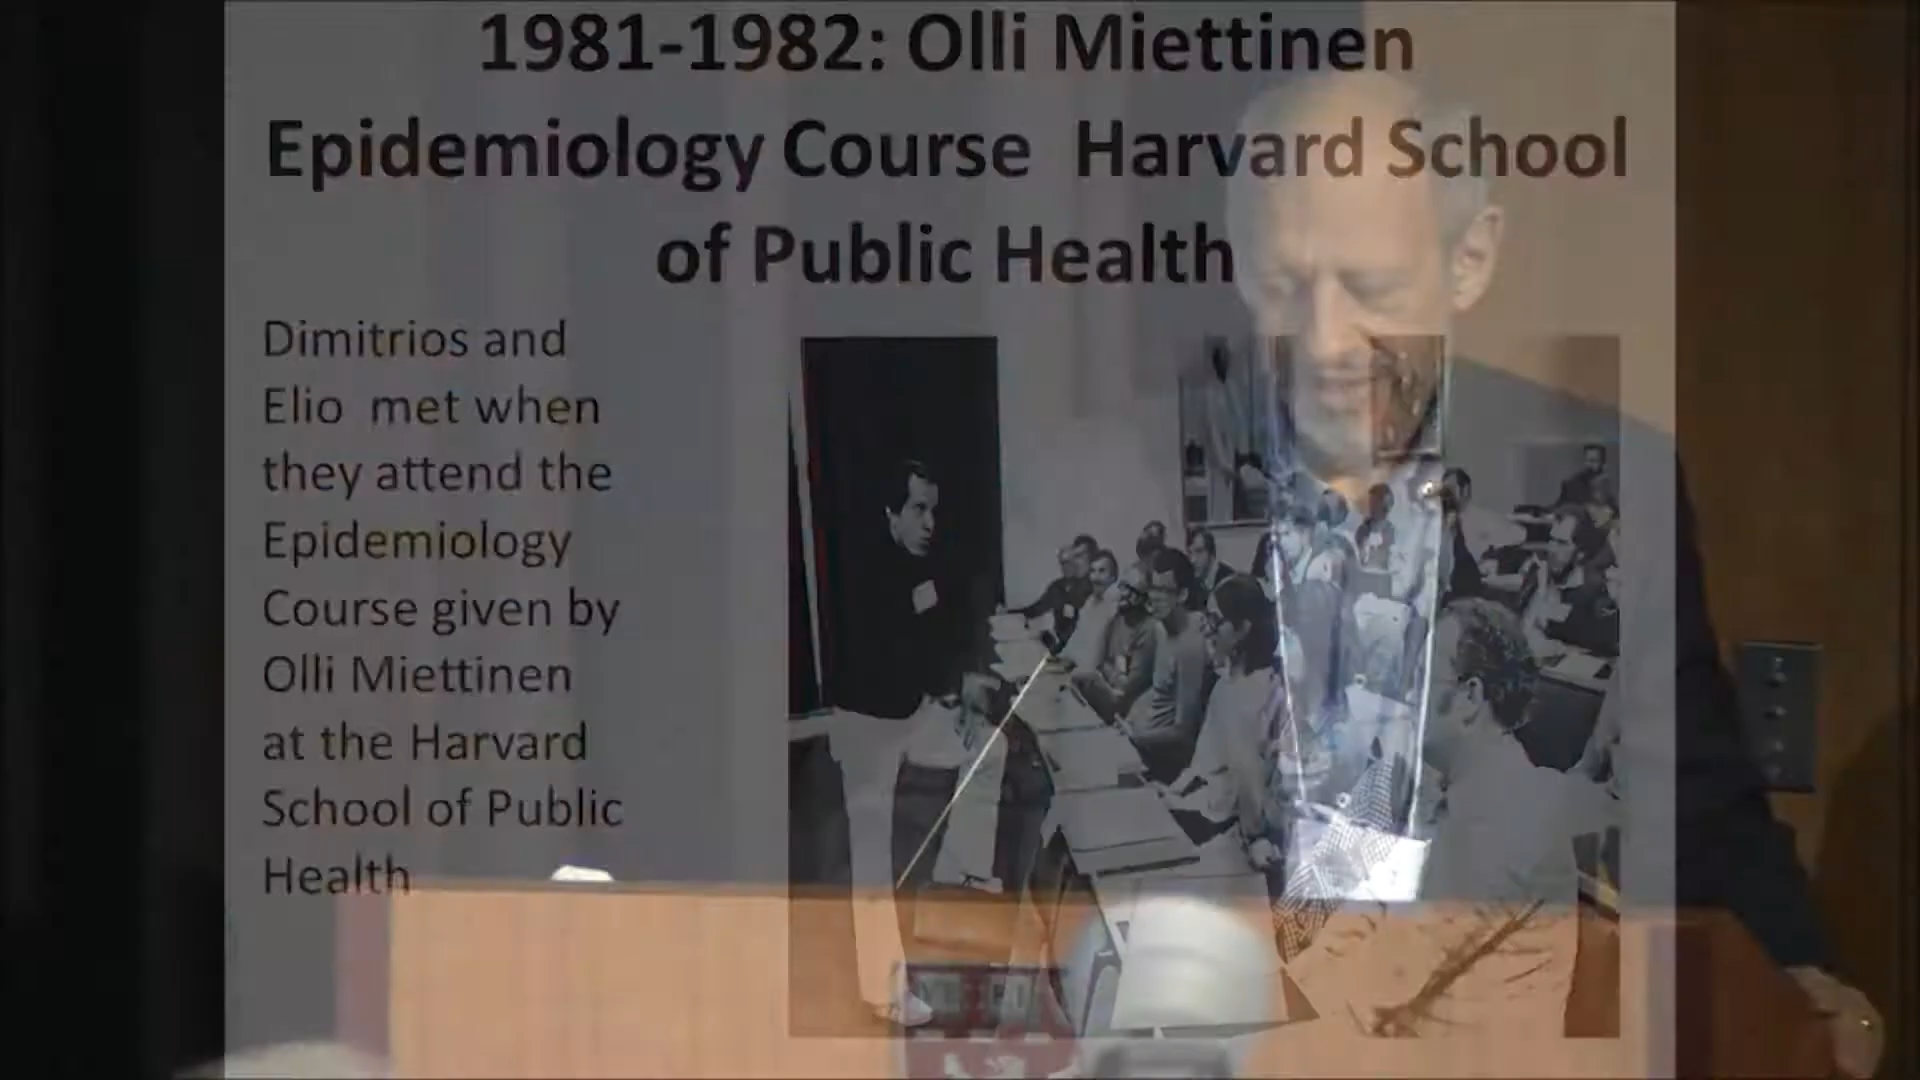 1981-1982: Olli Miettinen
Epidemiology Course Harvard School
of Public Health
Dimitrios and
Elio met when
they attend the
Epidemiology
Course given by
Olli Miettinen
at the Harvard
School of Public
Health